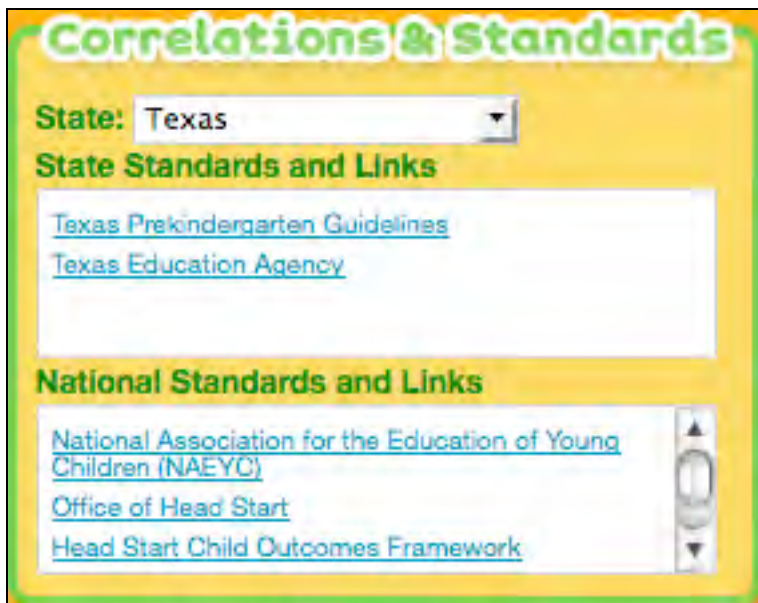 Correlations & Standards
State: Texas
State Standards and Links
Texas Prekindergarten Guidelines
Texas Education Agency
National Standards and Links
National Association for the Education of Young
Children (NAEYC)
Office of Head Start
Head Start Child Outcomes Framework